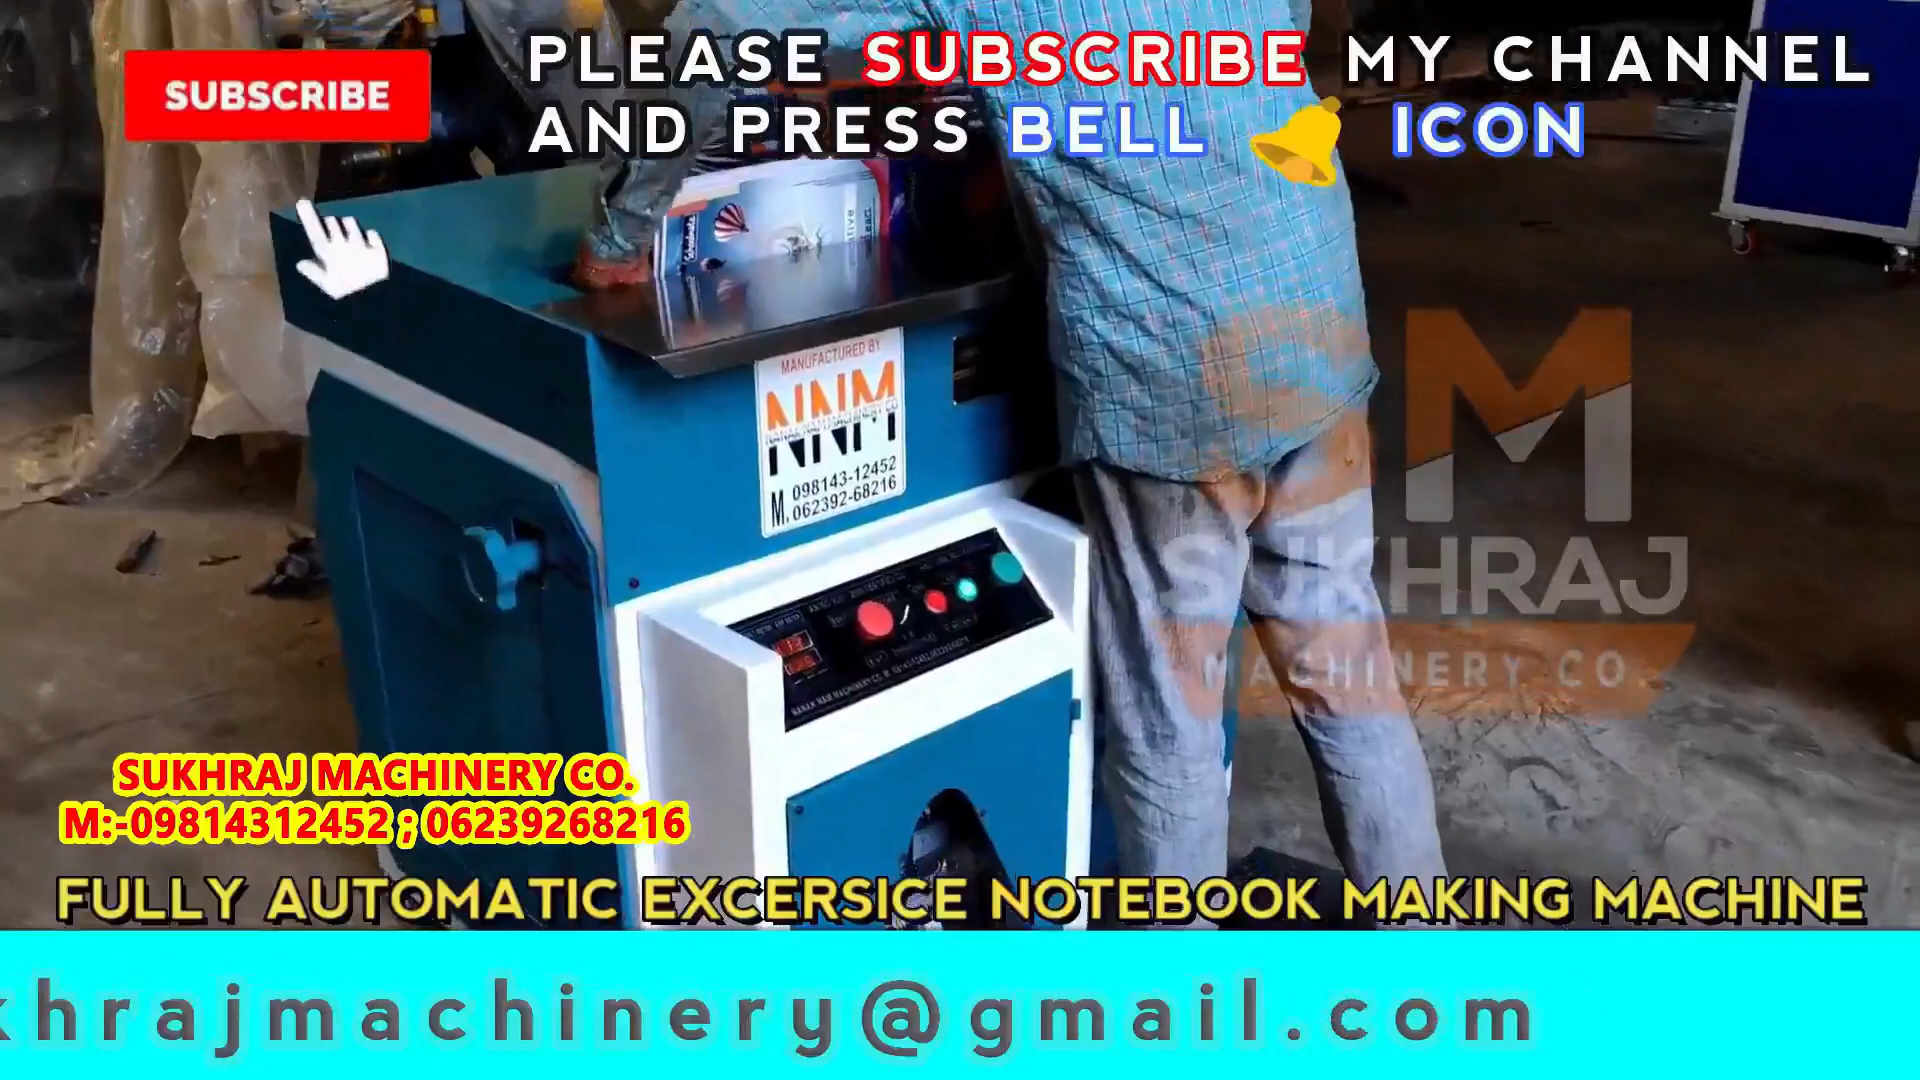 SUBSCRIBE
PLEASE SUBSCRIBE MY CHANNEL
AND PRESS BELL ICON
MANUFACTURED BY
NNM
M. 098143-12452
062392-68216
M
SUKHRAJ
MACHINERY CO.
SUKHRAJ MACHINERY CO.
M:-09814312452 ; 06239268216
FULLY AUTOMATIC EXCERSICE NOTEBOOK MAKING MACHINE
khrajmachinery@gmail.com